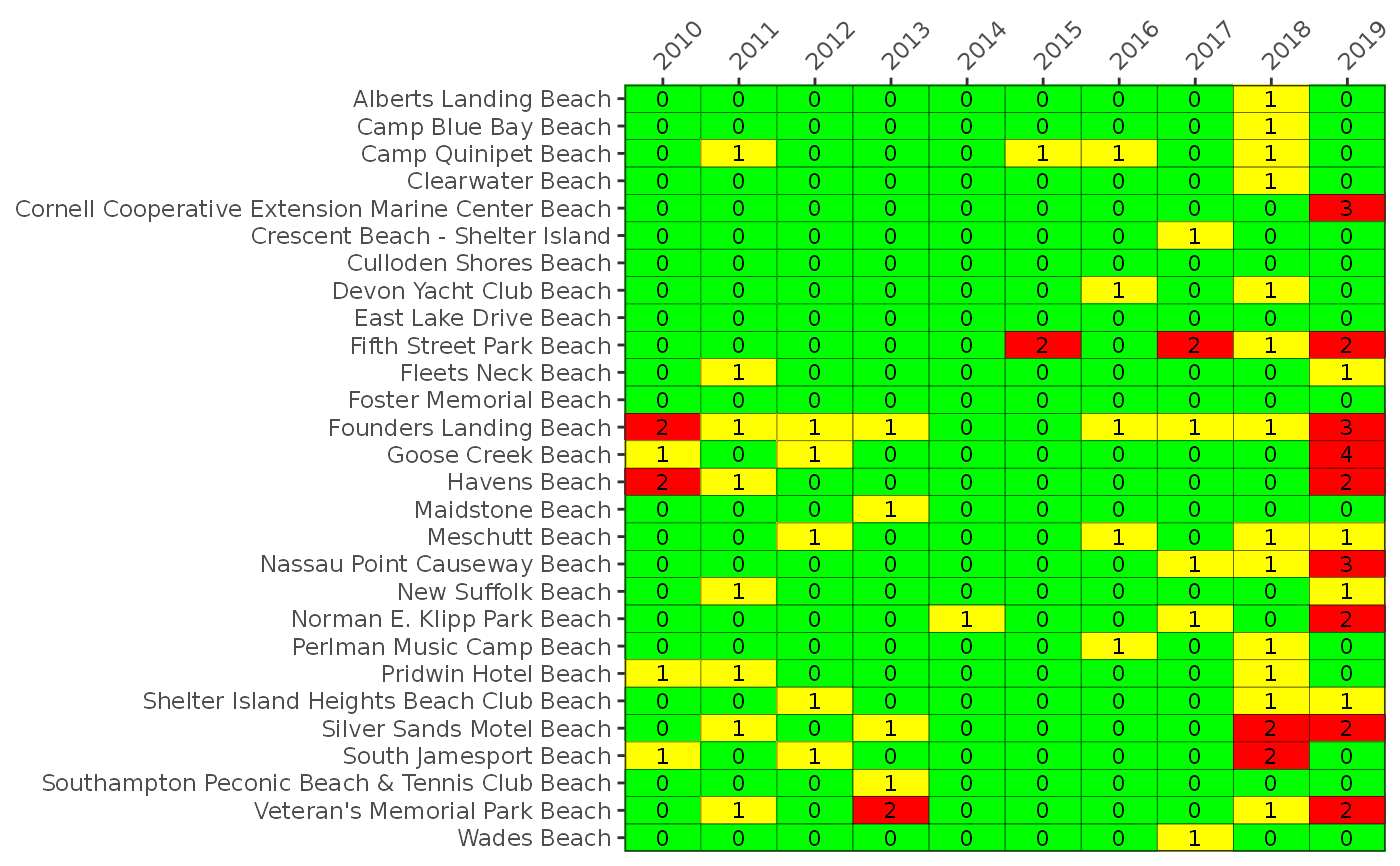 2010 2011 2012 2013 2014 2015 2016 2017 2018 2019
Alberts Landing Beach 0 0 0 0 0 0 0 0 1 0
Camp Blue Bay Beach 0 0 0 0 0 0 0 0 1 0
Camp Quinipet Beach 0 1 0 0 0 1 1 0 1 0
Clearwater Beach 0 0 0 0 0 0 0 0 1 0
Cornell Cooperative Extension Marine Center Beach 0 0 0 0 0 0 0 0 0 3
Crescent Beach - Shelter Island 0 0 0 0 0 0 0 1 0 0
Culloden Shores Beach 0 0 0 0 0 0 0 0 0 0
Devon Yacht Club Beach 0 0 0 0 0 0 1 0 1 0
East Lake Drive Beach 0 0 0 0 0 0 0 0 0 0
Fifth Street Park Beach 0 0 0 0 0 2 0 2 1 2
Fleets Neck Beach 0 1 0 0 0 0 0 0 0 1
Foster Memorial Beach 0 0 0 0 0 0 0 0 0 0
Founders Landing Beach 2 1 1 1 0 0 1 1 1 3
Goose Creek Beach 1 0 1 0 0 0 0 0 0 4
Havens Beach 2 1 0 0 0 0 0 0 0 2
Maidstone Beach 0 0 0 1 0 0 0 0 0 0
Meschutt Beach 0 0 1 0 0 0 1 0 1 1
Nassau Point Causeway Beach 0 0 0 0 0 0 0 1 1 3
New Suffolk Beach 0 1 0 0 0 0 0 0 0 1
Norman E. Klipp Park Beach 0 0 0 0 1 0 0 1 0 2
Perlman Music Camp Beach 0 0 0 0 0 0 1 0 1 0
Pridwin Hotel Beach 1 1 0 0 0 0 0 0 1 0
Shelter Island Heights Beach Club Beach 0 0 1 0 0 0 0 0 1 1
Silver Sands Motel Beach 0 1 0 1 0 0 0 0 2 2
South Jamesport Beach 1 0 1 0 0 0 0 0 2 0
Southampton Peconic Beach & Tennis Club Beach 0 0 0 1 0 0 0 0 0 0
Veteran's Memorial Park Beach 0 1 0 2 0 0 0 0 1 2
Wades Beach 0 0 0 0 0 0 0 1 0 0